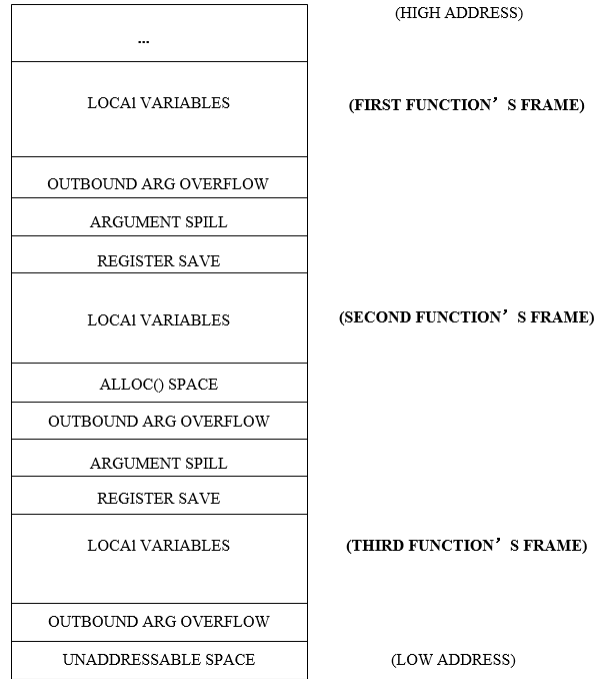 (HIGH ADDRESS)
...
LOCAl VARIABLES
(FIRST FUNCTION’S FRAME)
OUTBOUND ARG OVERFLOW
ARGUMENT SPILL
REGISTER SAVE
LOCAl VARIABLES
(SECOND FUNCTION’S FRAME)
ALLOC() SPACE
OUTBOUND ARG OVERFLOW
ARGUMENT SPILL
REGISTER SAVE
LOCAl VARIABLES
(THIRD FUNCTION’S FRAME)
OUTBOUND ARG OVERFLOW
UNADDRESSABLE SPACE
(LOW ADDRESS)